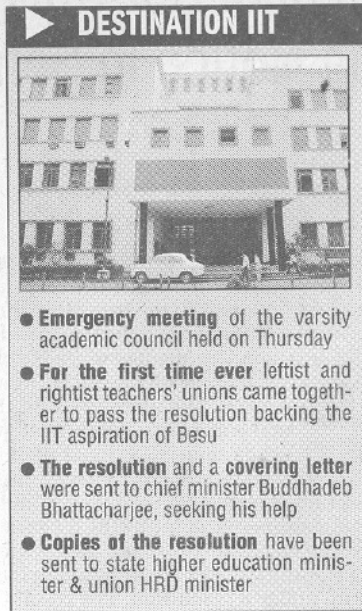 DESTINATION IIT
● Emergency meeting of the varsity
academic council held on Thursday
● For the first time ever leftist and
rightist teachers' unions came togeth-
er to pass the resolution backing the
IIT aspiration of Besu
● The resolution and a covering letter
were sent to chief minister Buddhadeb
Bhattacharjee, seeking his help
● Copies of the resolution have been
sent to state higher education minis-
ter & union HRD minister